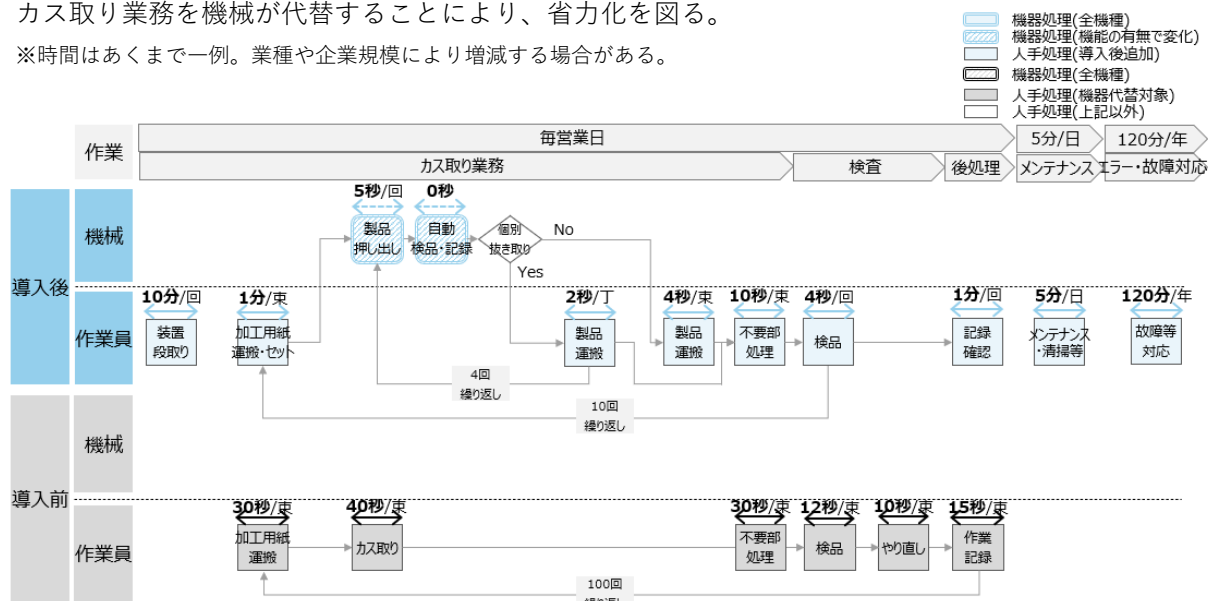 カス取り業務を機械が代替することにより、省力化を図る。
※時間はあくまで一例。業種や企業規模により増減する場合がある。
機器処理(全機種)
機器処理(機能の有無で変化)
人手処理(導入後追加)
機器処理(全機種)
人手処理(機器代替対象)
人手処理(上記以外)
作業
毎営業日
5分/日
120分/年
カス取り業務
検査
後処理
メンテナンス
エラー・故障対応
導入後
機械
5秒/回
0秒
製品
押し出し
自動
検品・記録
個別
抜き取り
No
Yes
作業員
10分/回
1分/束
2秒/丁
4秒/束
10秒/束
4秒/回
1分/回
5分/日
120分/年
装置
段取り
加工用紙
運搬・セット
製品
運搬
製品
運搬
不要部
処理
検品
記録
確認
メンテナンス
・清掃等
故障等
対応
4回
繰り返し
10回
繰り返し
導入前
機械
作業員
30秒/束
40秒/束
30秒/束
12秒/束
10秒/束
15秒/束
加工用紙
運搬
カス取り
不要部
処理
検品
やり直し
作業
記録
100回
繰り返し